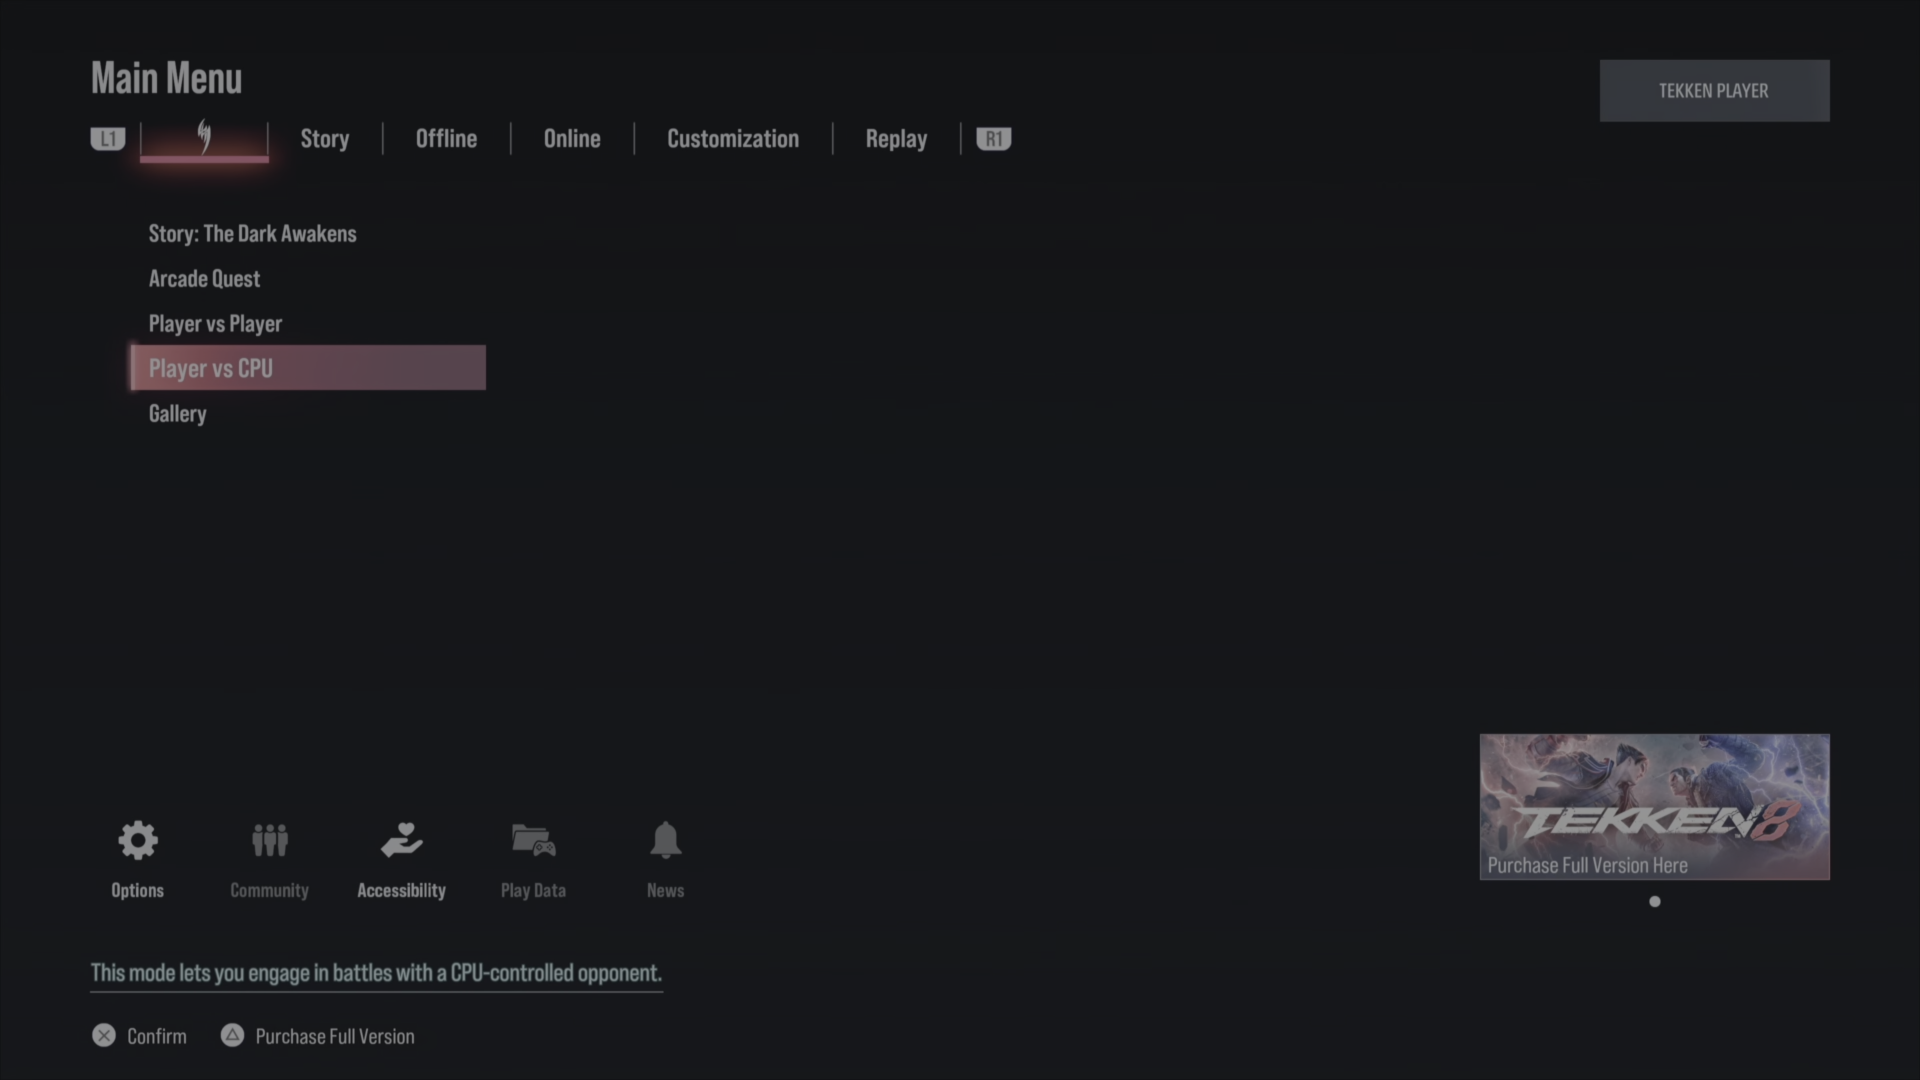 Main Menu
TEKKEN PLAYER
L1 Story Offline Online Customization Replay R1
Story: The Dark Awakens
Arcade Quest
Player vs Player
Player vs CPU
Gallery
TEKKEN 8
Purchase Full Version Here
Options Community Accessibility Play Data News
This mode lets you engage in battles with a CPU-controlled opponent.
Confirm Purchase Full Version